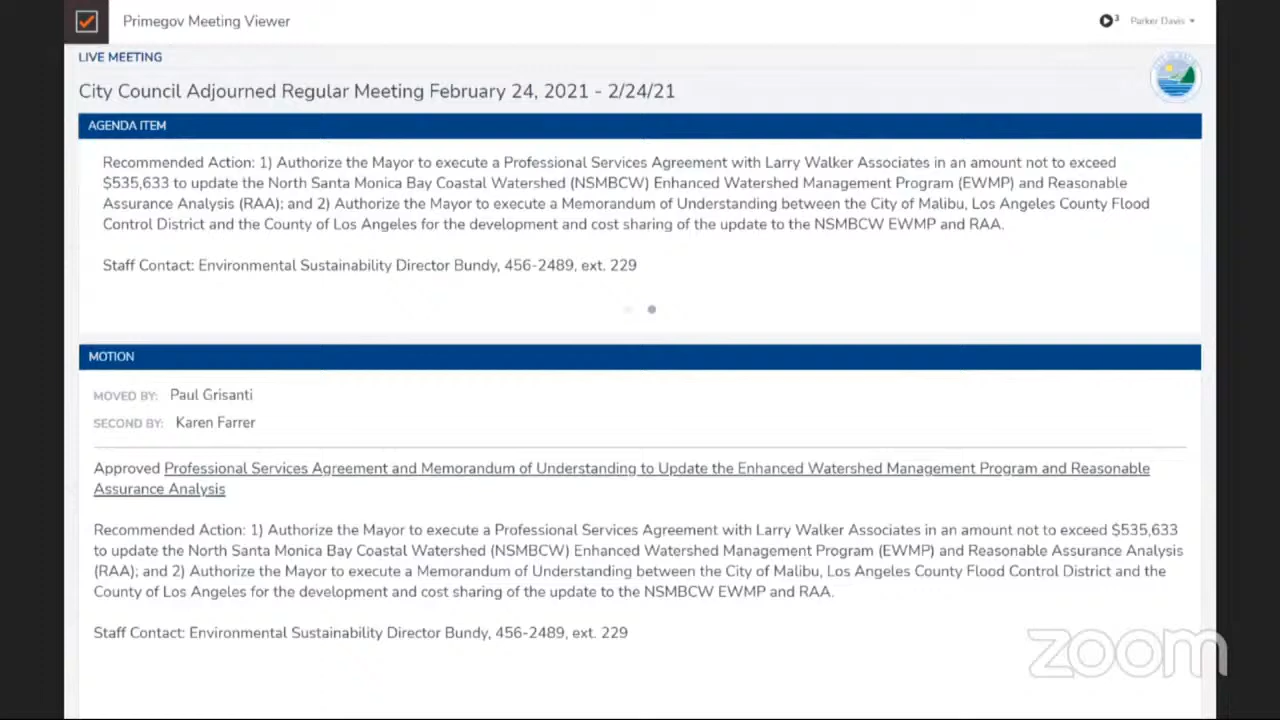 Primegov Meeting Viewer
3
Parker Davis
LIVE MEETING
City Council Adjourned Regular Meeting February 24, 2021 - 2/24/21
AGENDA ITEM
Recommended Action: 1) Authorize the Mayor to execute a Professional Services Agreement with Larry Walker Associates in an amount not to exceed
$535,633 to update the North Santa Monica Bay Coastal Watershed (NSMBCW) Enhanced Watershed Management Program (EWMP) and Reasonable
Assurance Analysis (RAA); and 2) Authorize the Mayor to execute a Memorandum of Understanding between the City of Malibu, Los Angeles County Flood
Control District and the County of Los Angeles for the development and cost sharing of the update to the NSMBCW EWMP and RAA.
Staff Contact: Environmental Sustainability Director Bundy, 456-2489, ext. 229
MOTION
MOVED BY: Paul Grisanti
SECOND BY: Karen Farrer
Approved Professional Services Agreement and Memorandum of Understanding to Update the Enhanced Watershed Management Program and Reasonable
Assurance Analysis
Recommended Action: 1) Authorize the Mayor to execute a Professional Services Agreement with Larry Walker Associates in an amount not to exceed $535,633
to update the North Santa Monica Bay Coastal Watershed (NSMBCW) Enhanced Watershed Management Program (EWMP) and Reasonable Assurance Analysis
(RAA); and 2) Authorize the Mayor to execute a Memorandum of Understanding between the City of Malibu, Los Angeles County Flood Control District and the
County of Los Angeles for the development and cost sharing of the update to the NSMBCW EWMP and RAA.
Staff Contact: Environmental Sustainability Director Bundy, 456-2489, ext. 229
zoom